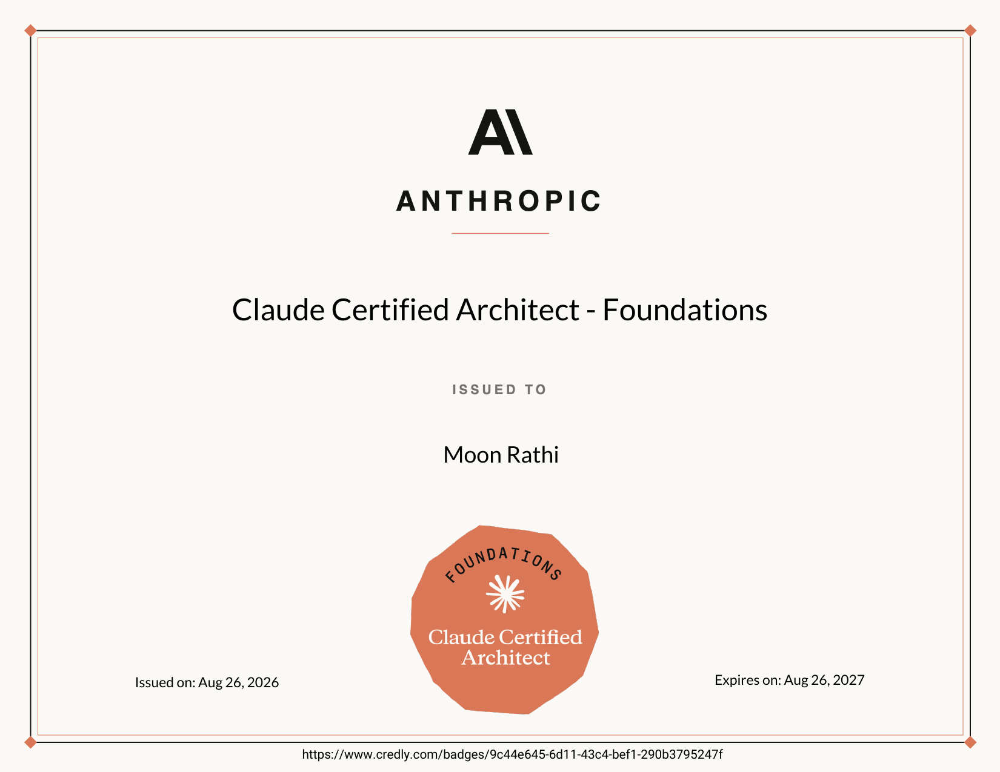 ANTHROPIC
Claude Certified Architect - Foundations
ISSUED TO
Moon Rathi
FOUNDATIONS
Claude Certified
Architect
Issued on: Aug 26, 2026
Expires on: Aug 26, 2027
https://www.credly.com/badges/9c44e645-6d11-43c4-bef1-290b3795247f